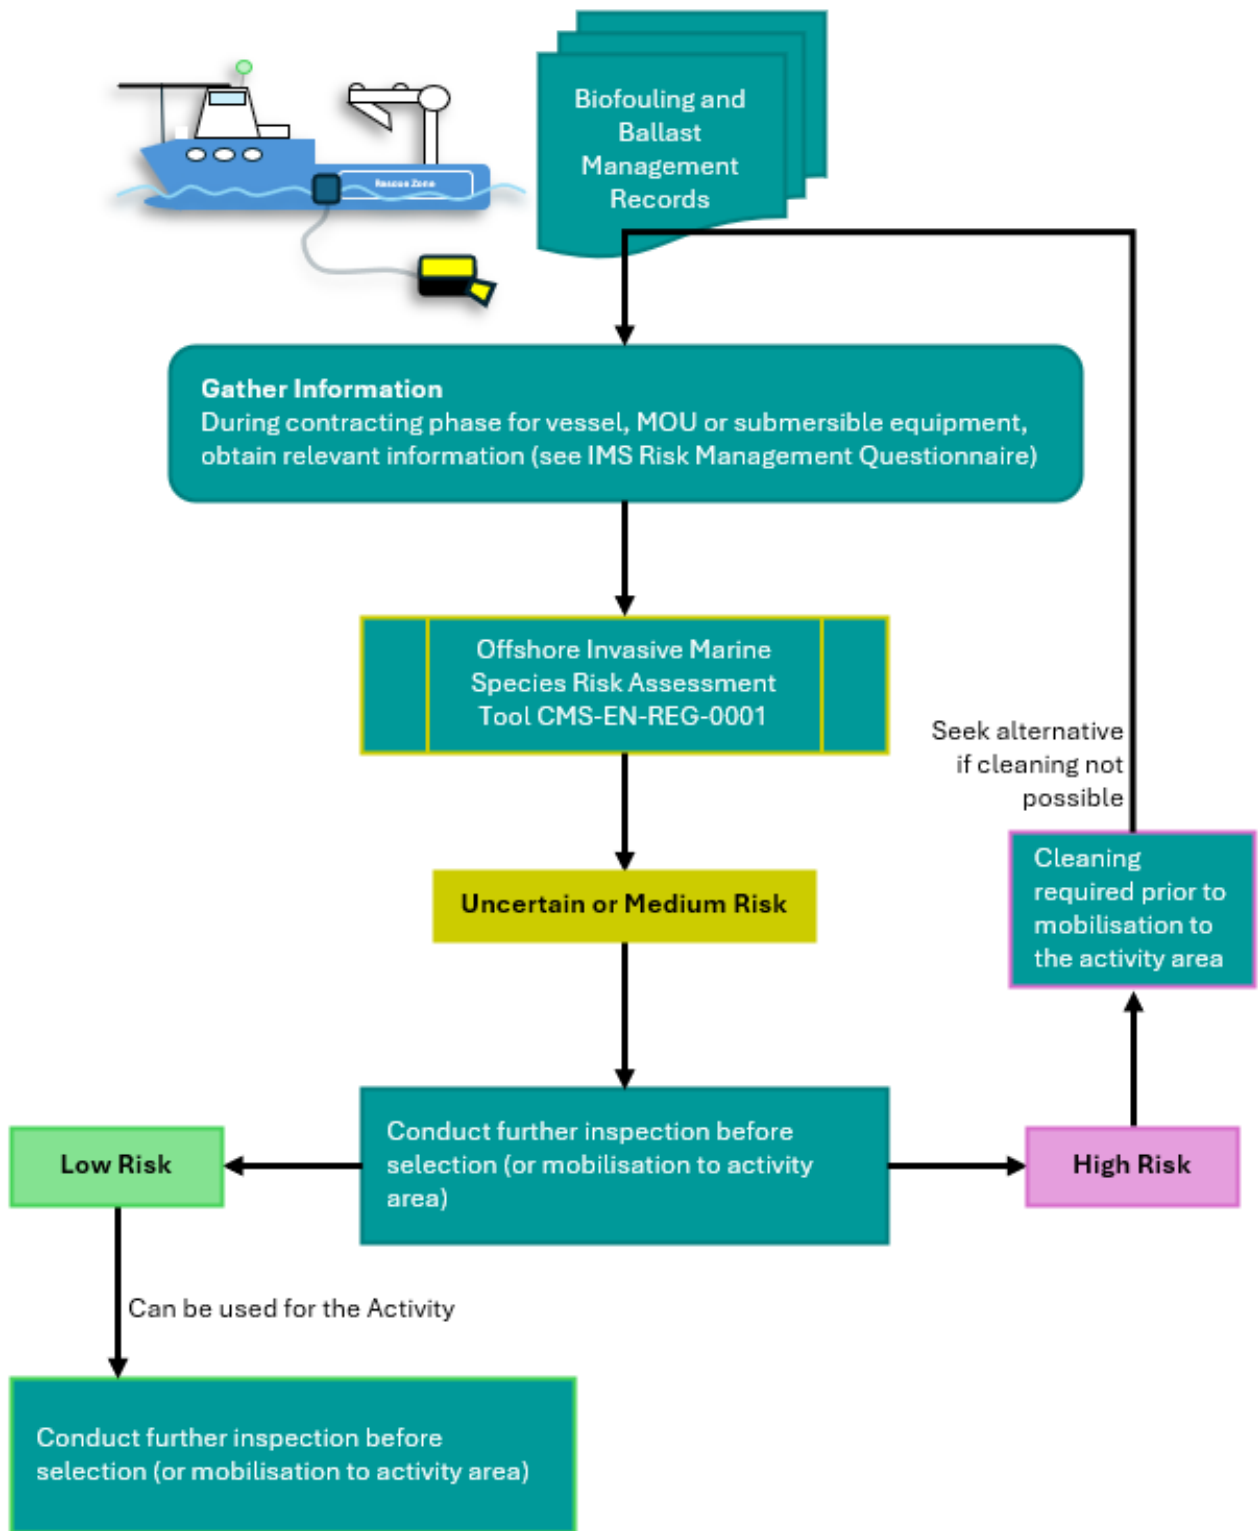 Rescue Zone
Biofouling and
Ballast
Management
Records
Gather Information
During contracting phase for vessel, MOU or submersible equipment,
obtain relevant information (see IMS Risk Management Questionnaire)
Offshore Invasive Marine
Species Risk Assessment
Tool CMS-EN-REG-0001
Seek alternative
if cleaning not
possible
Cleaning
required prior to
mobilisation to
the activity area
Uncertain or Medium Risk
Low Risk
Conduct further inspection before
selection (or mobilisation to activity
area)
High Risk
Can be used for the Activity
Conduct further inspection before
selection (or mobilisation to activity area)